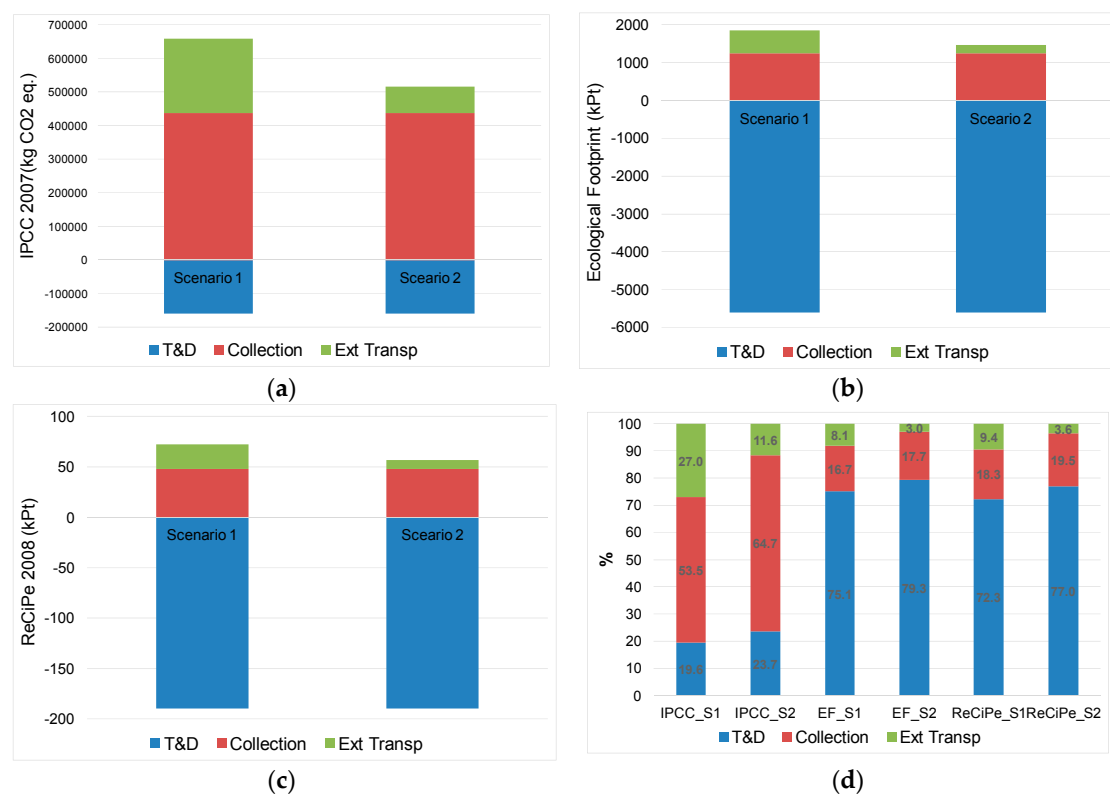 700000
600000
500000
400000
300000
200000
100000
0
-100000
-200000
IPCC 2007(kg CO2 eq.)
Scenario 1
Sceario 2
T&D Collection Ext Transp
(a)
2000
1000
0
-1000
-2000
-3000
-4000
-5000
-6000
Ecological Footprint (kPt)
Scenario 1
Sceario 2
T&D Collection Ext Transp
(b)
100
50
0
-50
-100
-150
-200
ReCiPe 2008 (kPt)
Scenario 1
Sceario 2
T&D Collection Ext Transp
(c)
100
90
80
70
60
50
40
30
20
10
0
%
27.0 11.6 8.1 3.0 9.4 3.6
53.5 64.7 16.7 17.7 18.3 19.5
19.6 23.7 75.1 79.3 72.3 77.0
IPCC_S1 IPCC_S2 EF_S1 EF_S2 ReCiPe_S1 ReCiPe_S2
T&D Collection Ext Transp
(d)